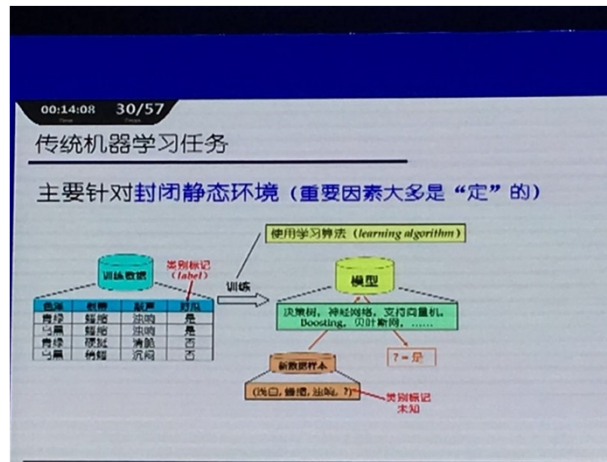 00:14:08 30/57
传统机器学习任务
主要针对封闭静态环境（重要因素大多是“定”的）
使用学习算法（learning algorithm）
训练数据
类别标记
（label）
训练
模型
色泽 根蒂 敲声 好瓜
青绿 蜷缩 浊响 是
乌黑 蜷缩 浊响 是
青绿 硬挺 清脆 否
乌黑 稍蜷 沉闷 否
决策树，神经网络，支持向量机，
Boosting，贝叶斯网，……
新数据样本
? = 是
（浅白，蜷缩，浊响，?）
类别标记
未知